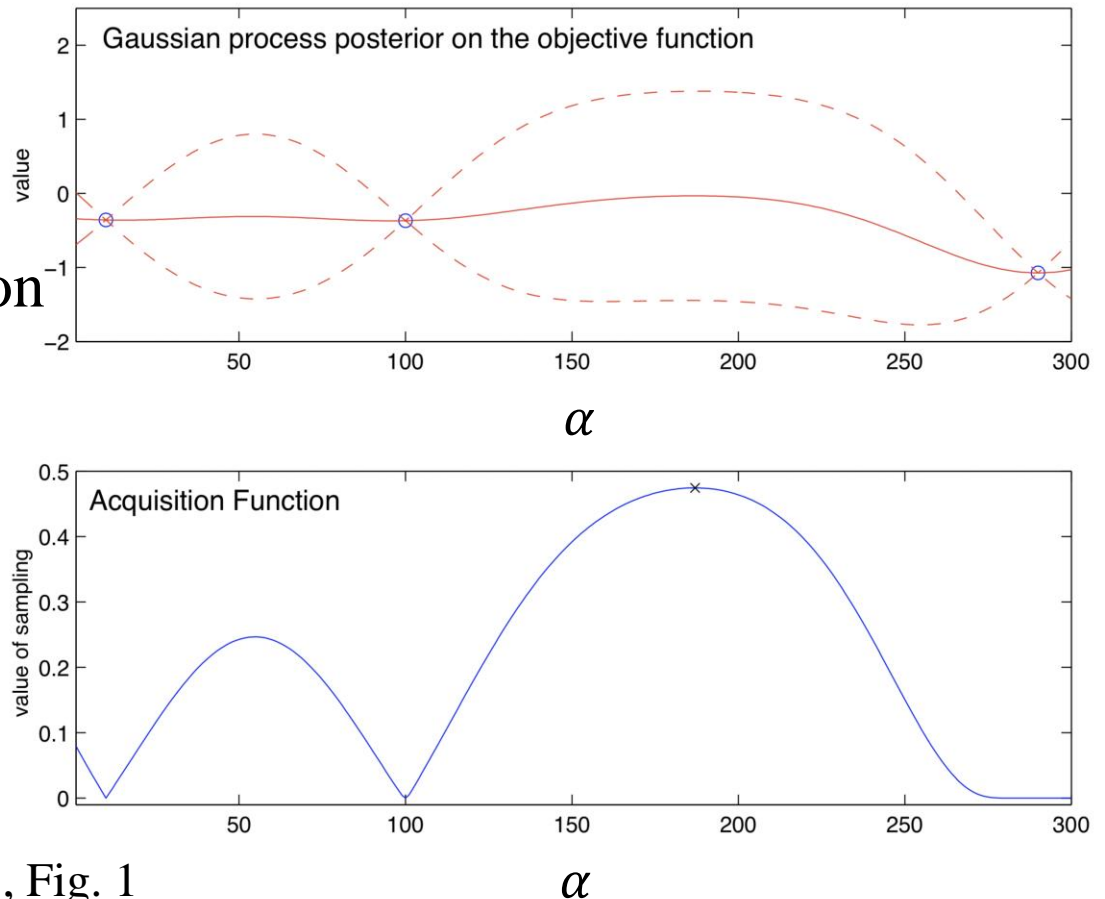 Gaussian process posterior on the objective function
2
1
0
−1
−2
value
on
50 100 150 200 250 300
α
Acquisition Function
0.5
0.4
0.3
0.2
0.1
0
value of sampling
50 100 150 200 250 300
α
, Fig. 1